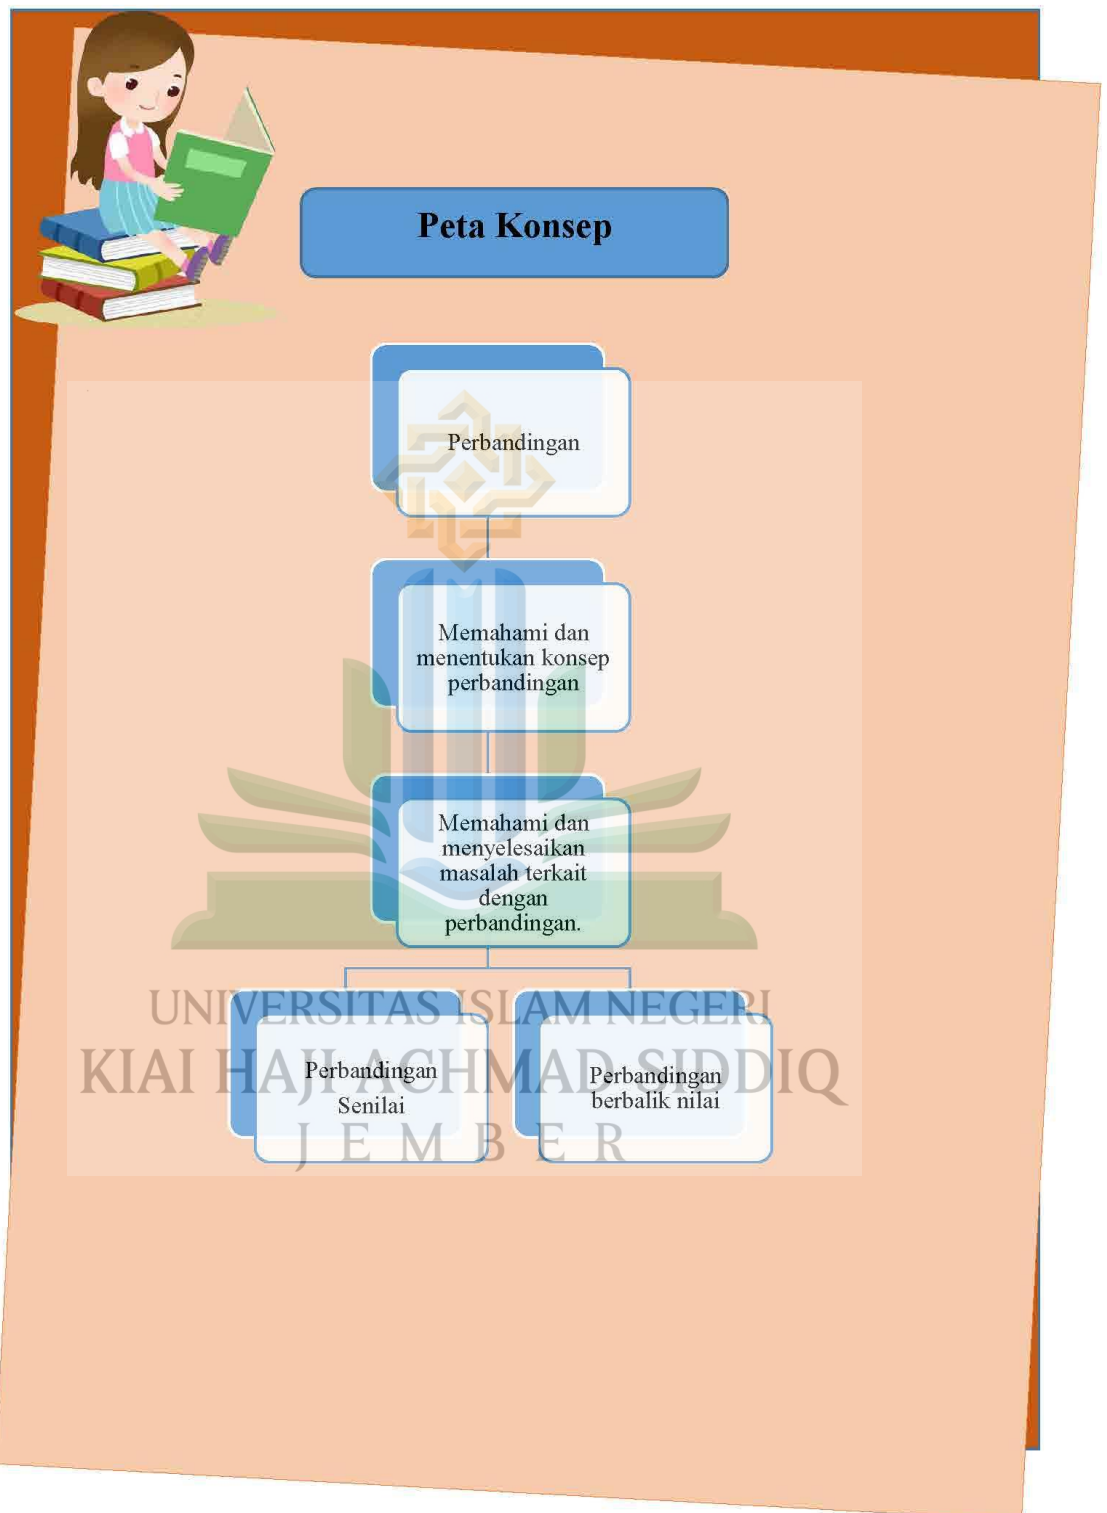 Peta Konsep
Perbandingan
Memahami dan
menentukan konsep
perbandingan
Memahami dan
menyelesaikan
masalah terkait
dengan
perbandingan.
Perbandingan
Senilai
Perbandingan
berbalik nilai
UNIVERSITAS ISLAM NEGERI
KIAI HAJI ACHMAD SIDDIQ
JEMBER